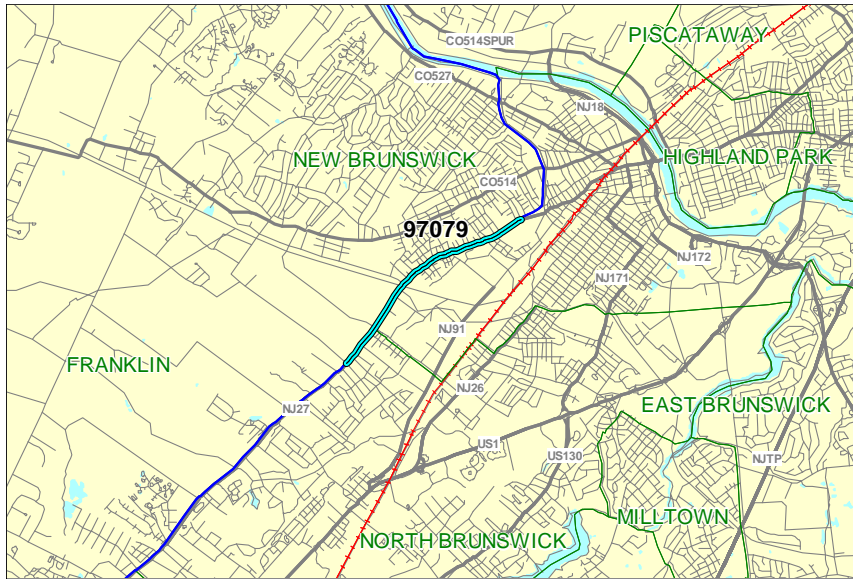 PISCATAWAY
CO514SPUR
CO527
NJ18
NEW BRUNSWICK
HIGHLAND PARK
CO514
97079
NJ172
NJ171
NJ91
FRANKLIN
NJ26
NJ27
EAST BRUNSWICK
US1
US130
NJTP
MILLTOWN
NORTH BRUNSWICK